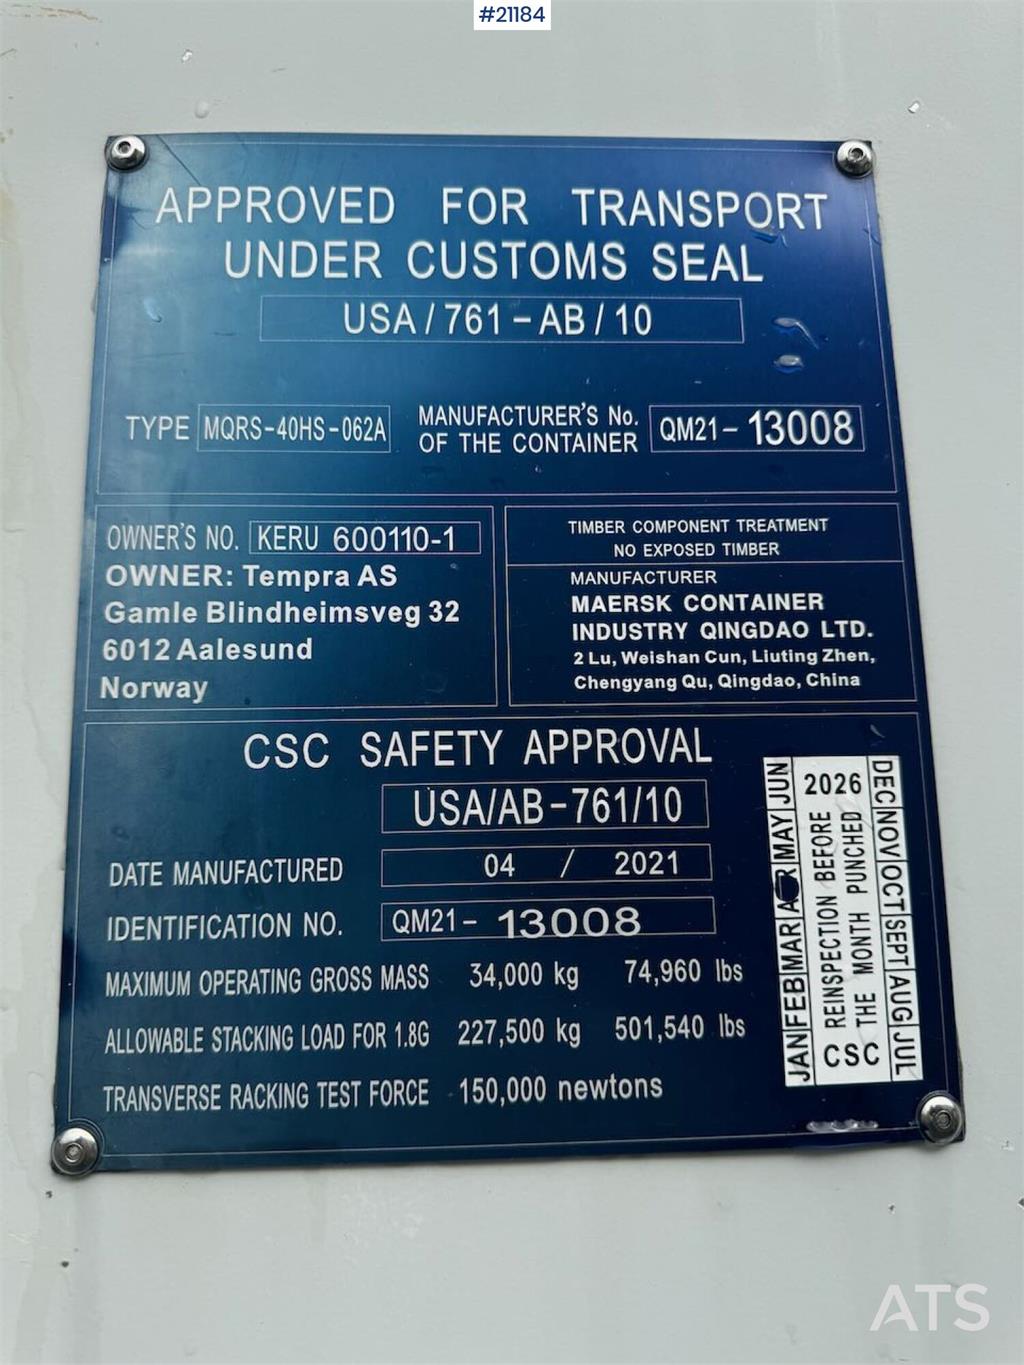 #21184
APPROVED FOR TRANSPORT
UNDER CUSTOMS SEAL
USA/761-AB/10
TYPE MQRS-40HS-062A
MANUFACTURER'S No.
OF THE CONTAINER
QM21-13008
OWNER'S NO. KERU 600110-1
OWNER: Tempra AS
Gamle Blindheimsveg 32
6012 Aalesund
Norway
TIMBER COMPONENT TREATMENT
NO EXPOSED TIMBER
MANUFACTURER
MAERSK CONTAINER
INDUSTRY QINGDAO LTD.
2 Lu, Weishan Cun, Liuting Zhen,
Chengyang Qu, Qingdao, China
CSC SAFETY APPROVAL
USA/AB-761/10
DATE MANUFACTURED 04 / 2021
IDENTIFICATION NO. QM21-13008
MAXIMUM OPERATING GROSS MASS 34,000 kg 74,960 lbs
ALLOWABLE STACKING LOAD FOR 1.8G 227,500 kg 501,540 lbs
TRANSVERSE RACKING TEST FORCE 150,000 newtons
JAN FEB MAR MAY JUN
2026
REINSPECTION BEFORE
THE MONTH PUNCHED
CSC
DEC NOV OCT SEPT AUG JUL
ATS